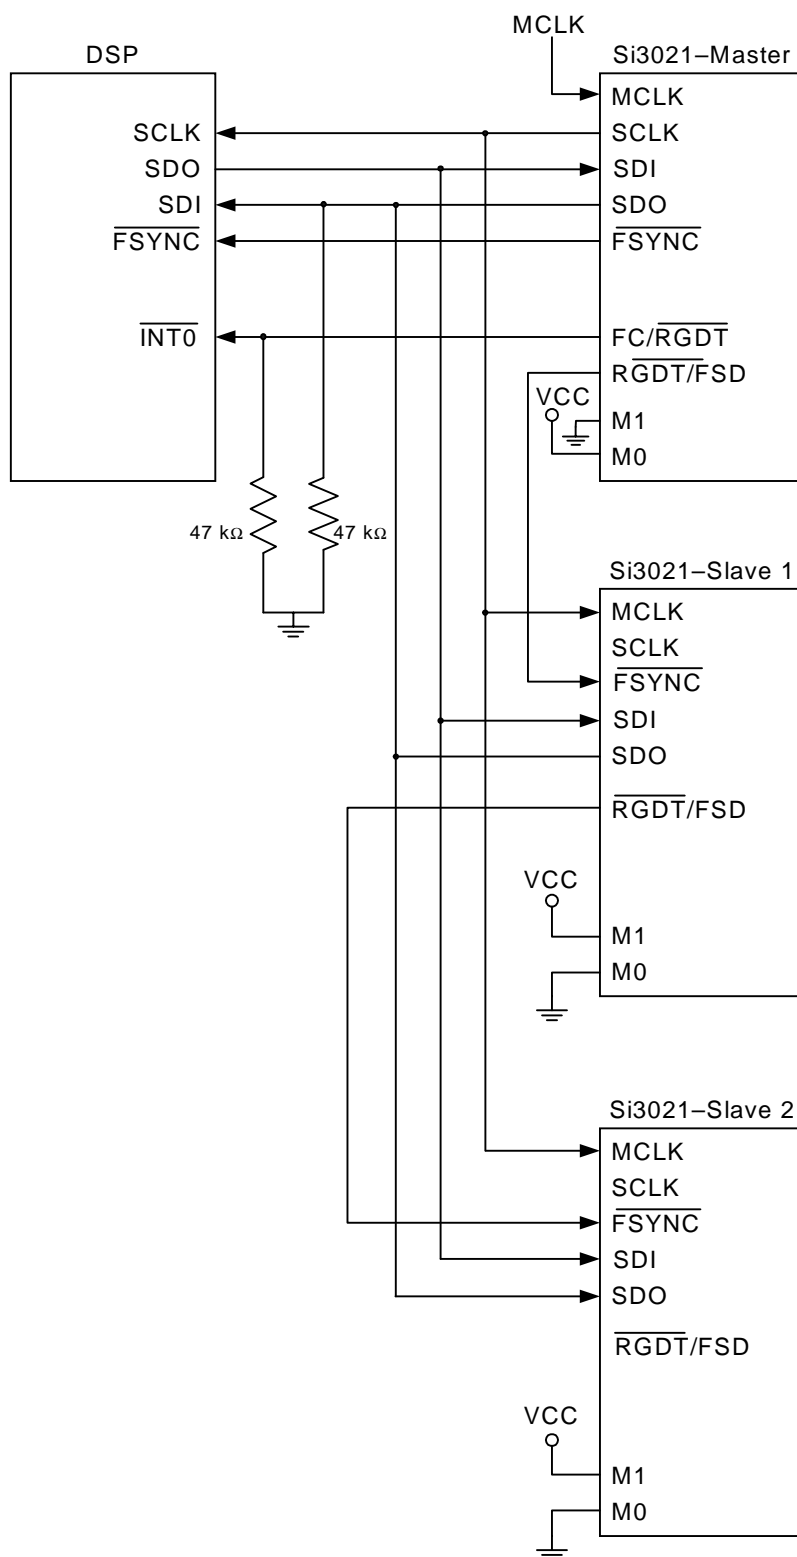 MCLK
DSP
Si3021–Master
MCLK
SCLK
SCLK
SDO
SDI
SDI
SDO
FSYNC
FSYNC
INT0
FC/RGDT
RGDT/FSD
VCC
M1
M0
47 kΩ
47 kΩ
Si3021–Slave 1
MCLK
SCLK
FSYNC
SDI
SDO
RGDT/FSD
VCC
M1
M0
Si3021–Slave 2
MCLK
SCLK
FSYNC
SDI
SDO
RGDT/FSD
VCC
M1
M0